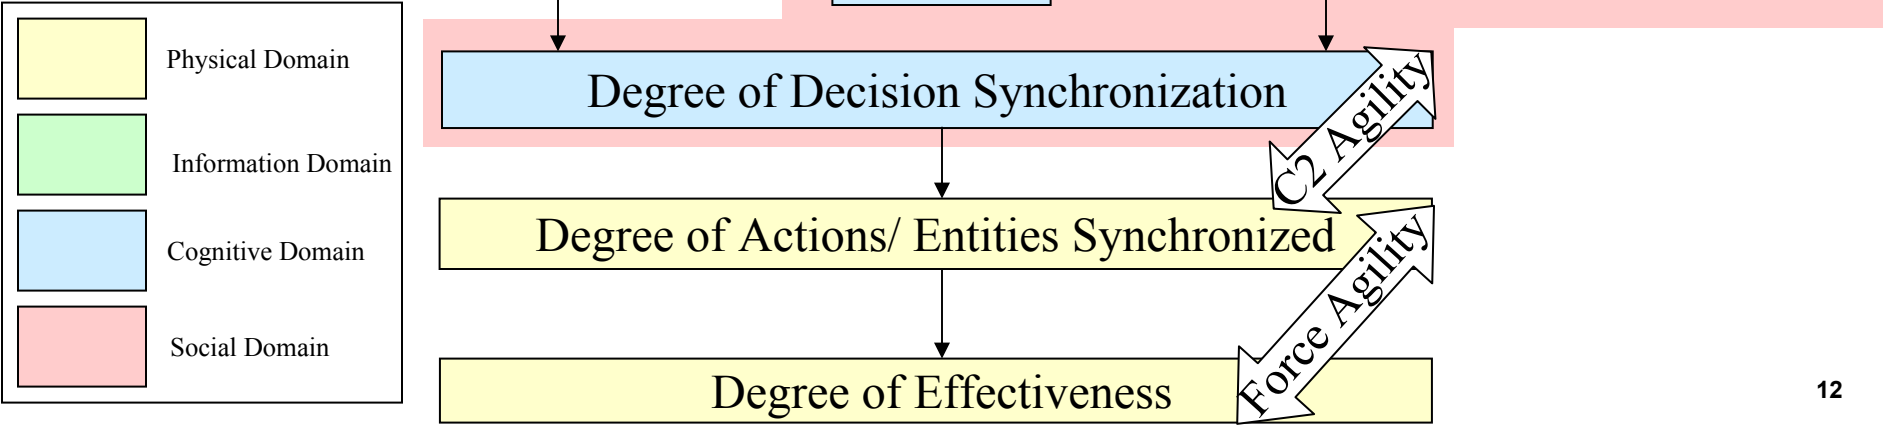 Physical Domain
Information Domain
Cognitive Domain
Social Domain
Degree of Decision Synchronization
C2 Agility
Degree of Actions/ Entities Synchronized
Force Agility
Degree of Effectiveness
12